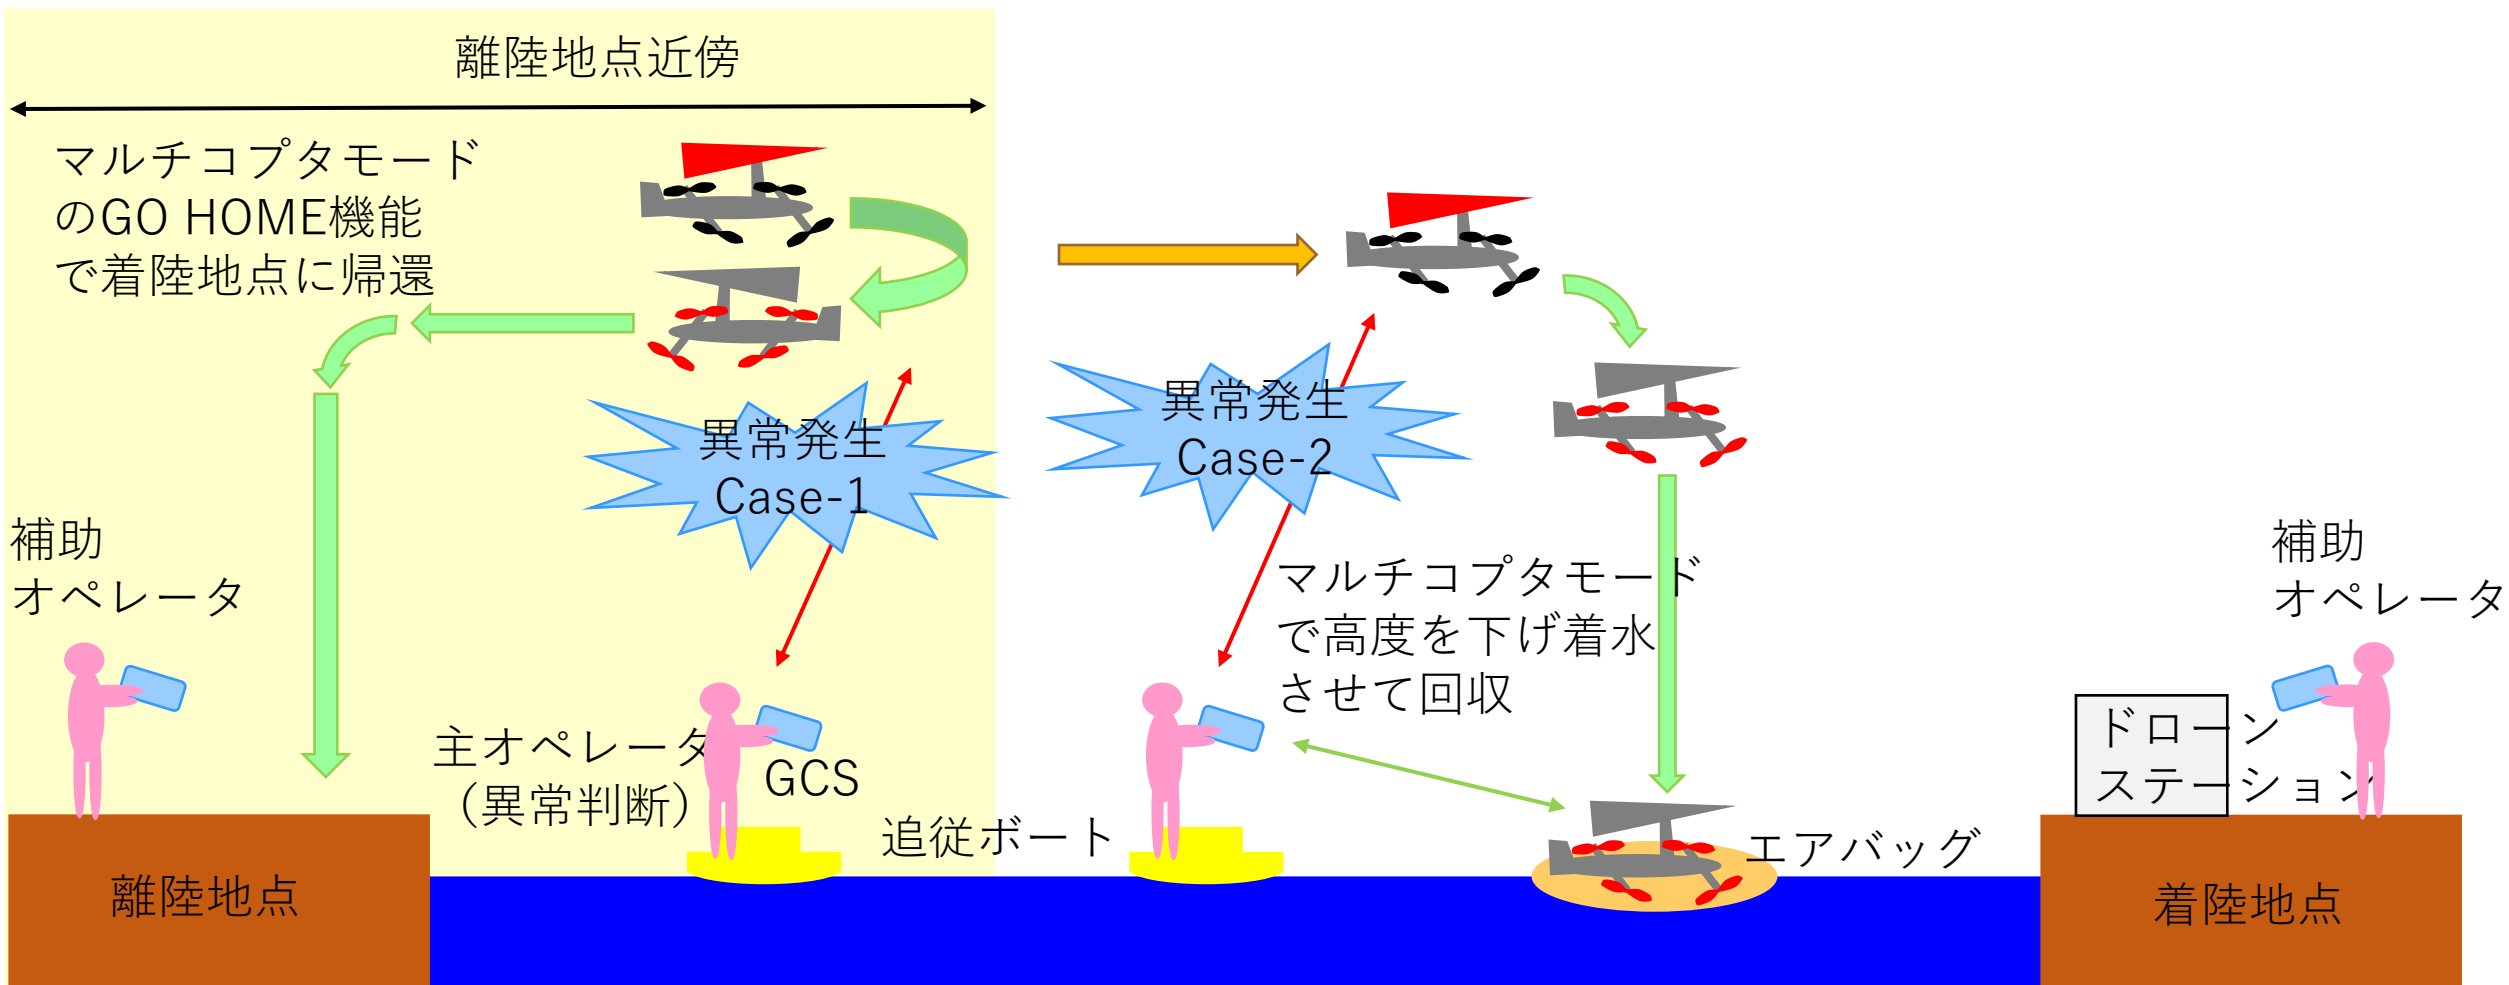 離陸地点近傍
マルチコプタモード
のGO HOME機能
で着陸地点に帰還
異常発生
Case-1
異常発生
Case-2
補助
オペレータ
マルチコプタモード
で高度を下げ着水
させて回収
補助
オペレータ
主オペレータ
（異常判断）
GCS
追従ボート
エアバッグ
ドローン
ステーション
離陸地点
着陸地点